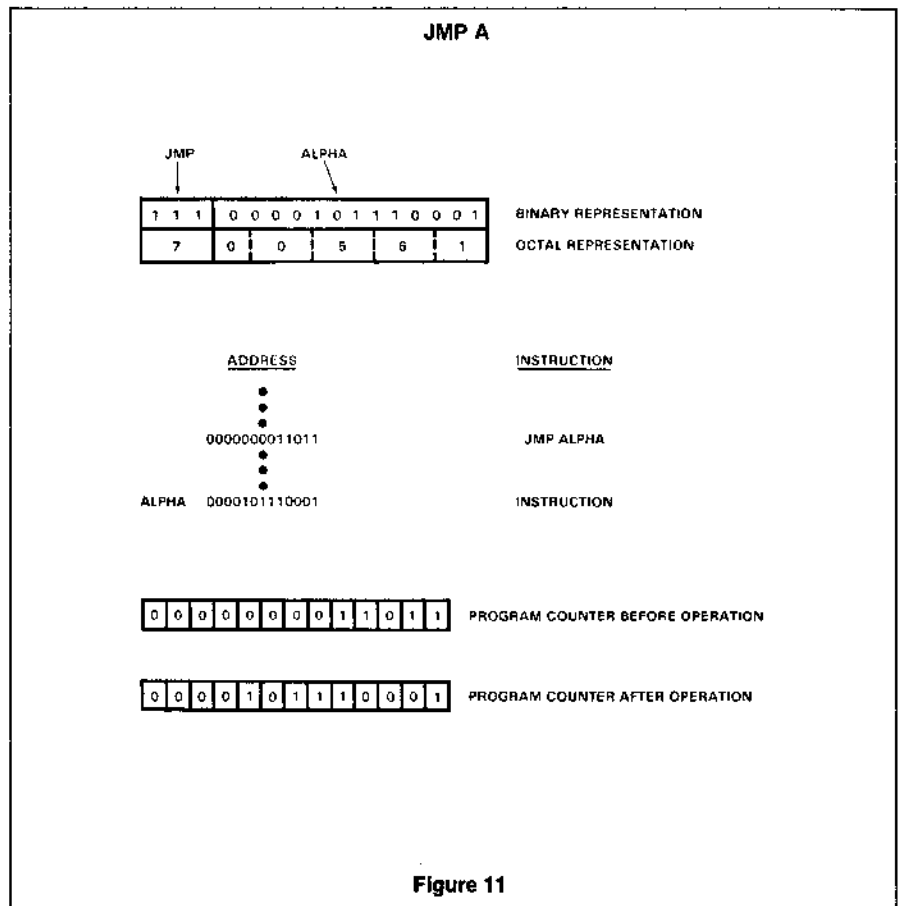 JMP A
JMP ALPHA
1 1 1 0 0 0 0 1 0 1 1 1 0 0 0 1 BINARY REPRESENTATION
7 0 0 5 6 1 OCTAL REPRESENTATION
ADDRESS INSTRUCTION
0000000011011 JMP ALPHA
ALPHA 0000101110001 INSTRUCTION
0 0 0 0 0 0 0 0 1 1 0 1 1 PROGRAM COUNTER BEFORE OPERATION
0 0 0 0 1 0 1 1 1 0 0 0 1 PROGRAM COUNTER AFTER OPERATION
Figure 11